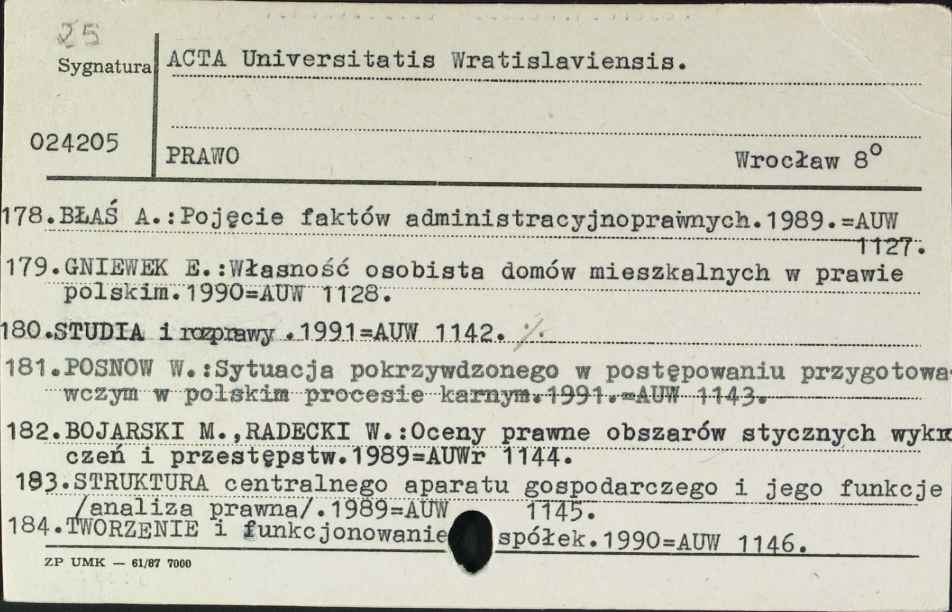 25
Sygnatura
ACTA Universitatis Wratislaviensis.
024205
PRAWO Wrocław 8°
178.BŁAŚ A.:Pojęcie faktów administracyjnoprawnych.1989.=AUW
1127.
179.GNIEWEK E.:Własność osobista domów mieszkalnych w prawie
polskim.1990=AUW 1128.
180.STUDIA i rozprawy .1991=AUW 1142. %
181.POSNOW W.:Sytuacja pokrzywdzonego w postępowaniu przygotowa-
wczym w polskim procesie karnym.1991.=AUW 1143.
182.BOJARSKI M.,RADECKI W.:Oceny prawne obszarów stycznych wykro
czeń i przestępstw.1989=AUWr 1144.
183.STRUKTURA centralnego aparatu gospodarczego i jego funkcje
/analiza prawna/.1989=AUW 1145.
184.TWORZENIE i funkcjonowanie spółek.1990=AUW 1146.
ZP UMK — 61/87 7000